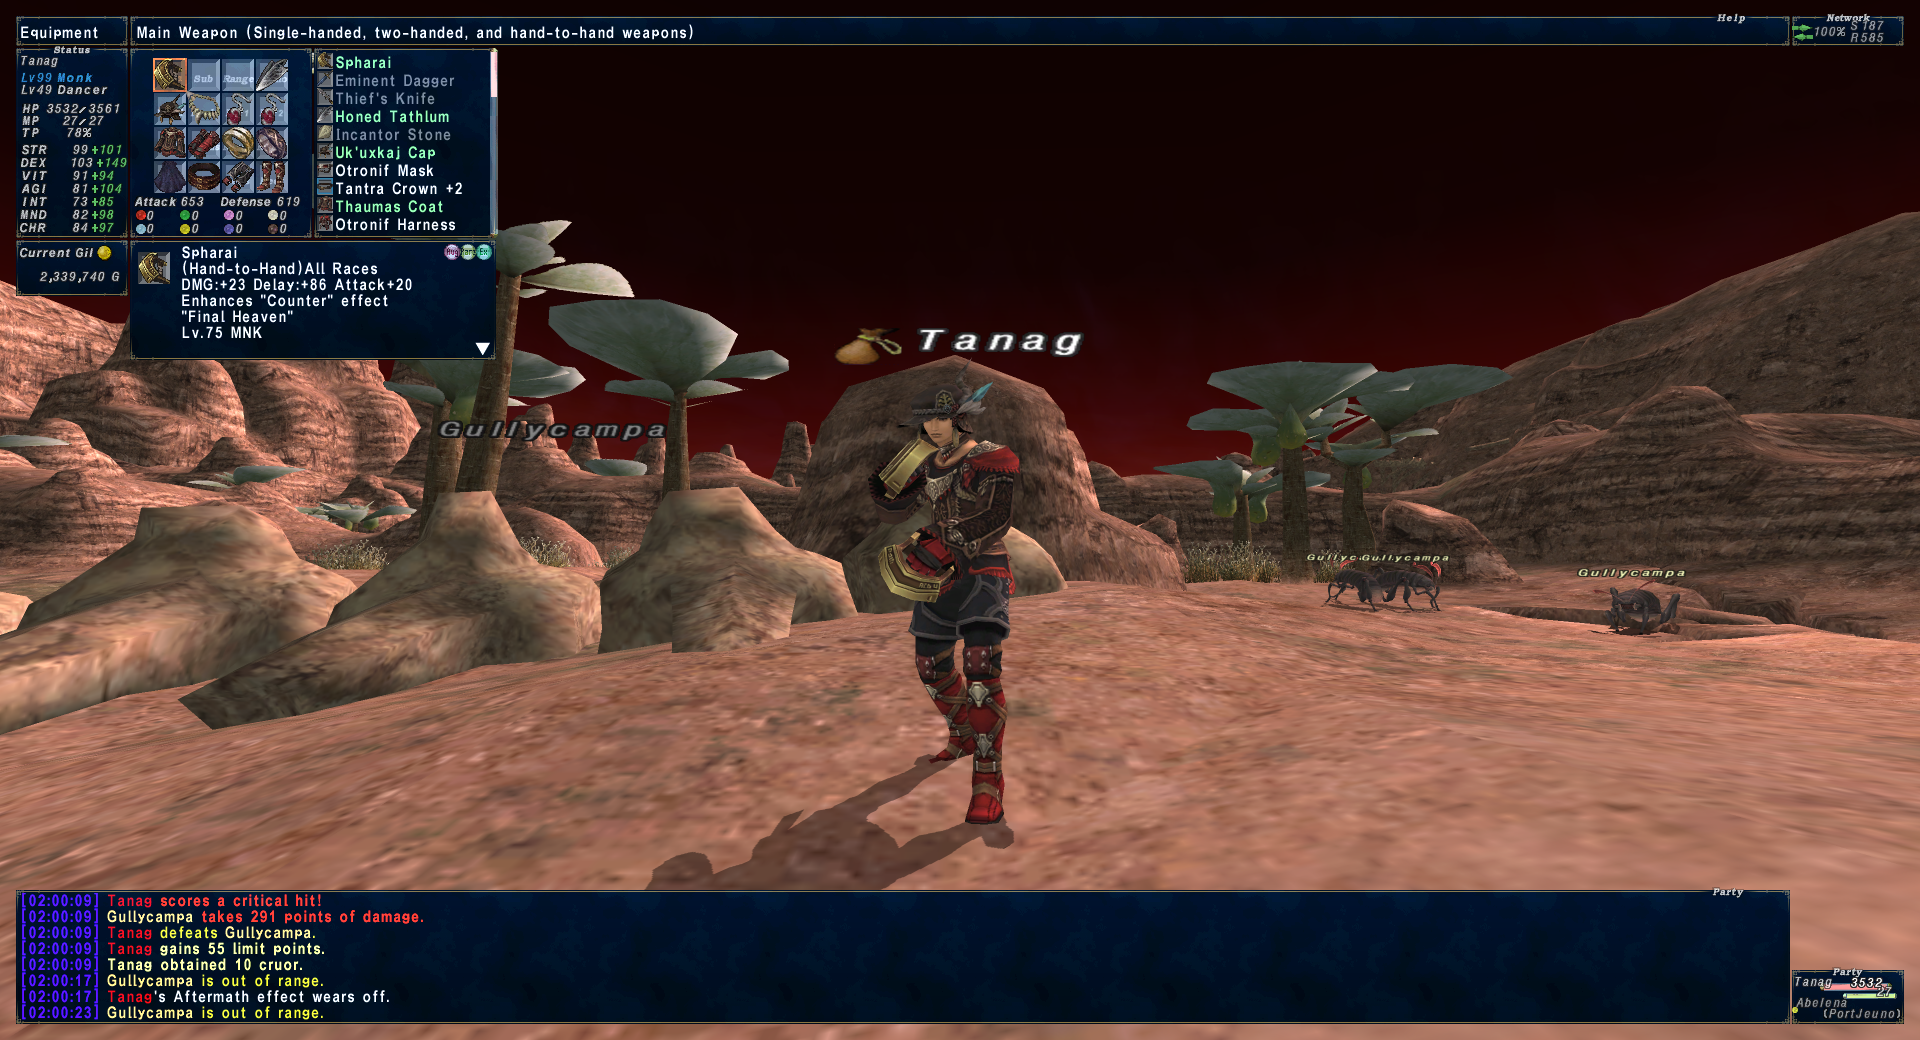 Equipment
Main Weapon (Single-handed, two-handed, and hand-to-hand weapons)
Help
Network
100% S 187
R 585
Status
Tanag
Lv99 Monk
Lv49 Dancer
HP 3532/3561
MP 27/27
TP 78%
STR 99 +101
DEX 103 +149
VIT 91 +94
AGI 81 +104
INT 73 +85
MND 82 +98
CHR 84 +97
Sub
Range
Attack 653 Defense 619
0 0 0 0
0 0 0 0
Spharai
Eminent Dagger
Thief's Knife
Honed Tathlum
Incantor Stone
Uk'uxkaj Cap
Otronif Mask
Tantra Crown +2
Thaumas Coat
Otronif Harness
Current Gil
2,339,740 G
Spharai
Aug Rare Ex
(Hand-to-Hand)All Races
DMG:+23 Delay:+86 Attack+20
Enhances "Counter" effect
"Final Heaven"
Lv.75 MNK
Tanag
Gullycampa
Gullyc
Gullycampa
Gullycampa
Party
[02:00:09] Tanag scores a critical hit!
[02:00:09] Gullycampa takes 291 points of damage.
[02:00:09] Tanag defeats Gullycampa.
[02:00:09] Tanag gains 55 limit points.
[02:00:09] Tanag obtained 10 cruor.
[02:00:17] Gullycampa is out of range.
[02:00:17] Tanag's Aftermath effect wears off.
[02:00:23] Gullycampa is out of range.
Party
Tanag 3532
27
Abelena
(PortJeuno)